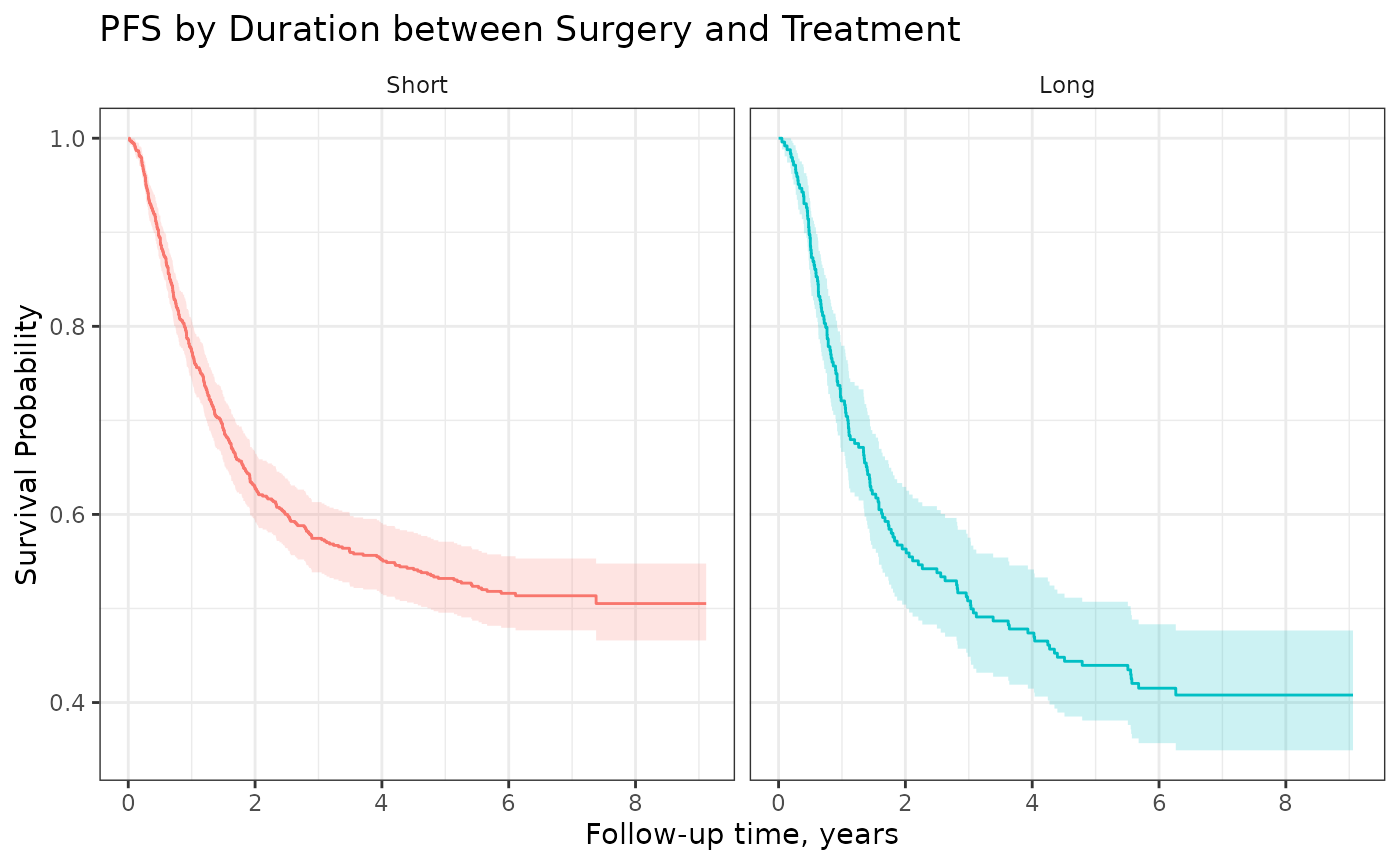 PFS by Duration between Surgery and Treatment
Short
Long
Survival Probability
1.0
0.8
0.6
0.4
0 2 4 6 8
0 2 4 6 8
Follow-up time, years